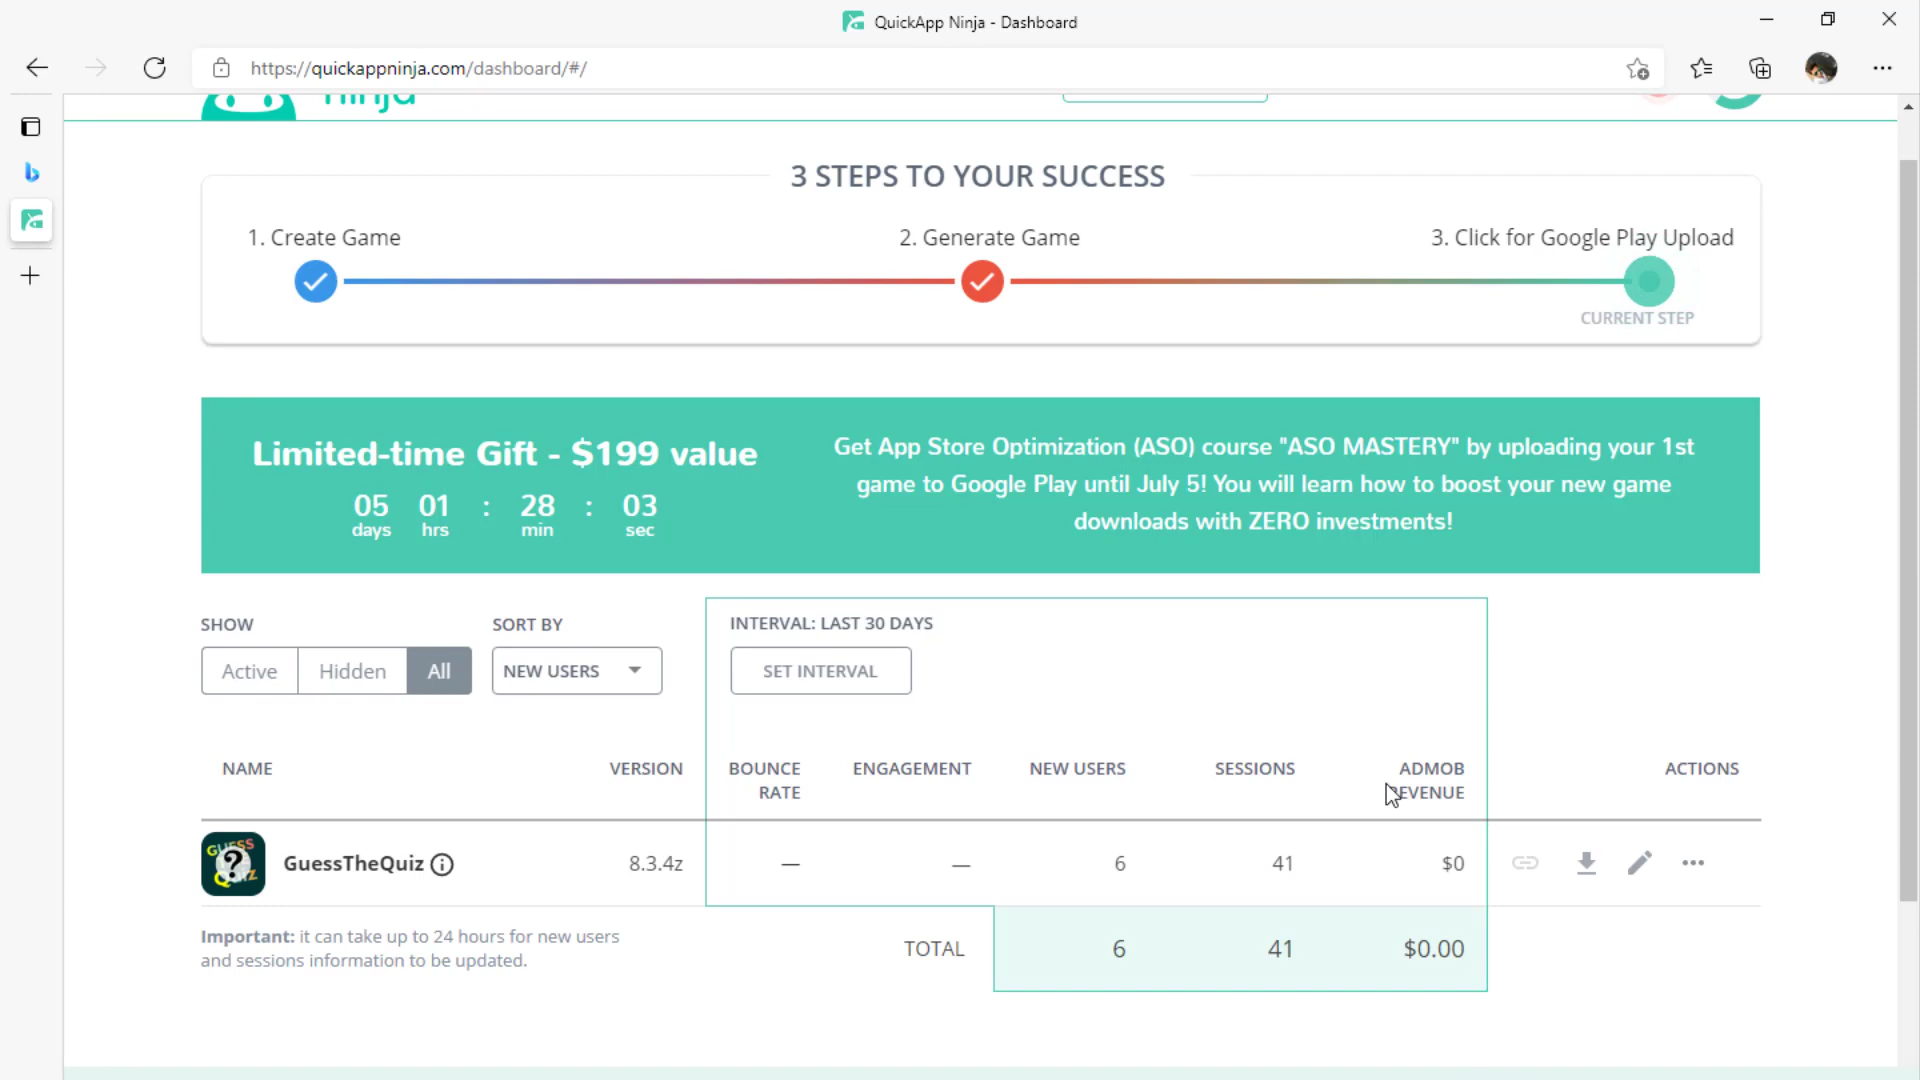 QuickApp Ninja - Dashboard
https://quickappninja.com/dashboard/#/
ninja
3 STEPS TO YOUR SUCCESS
1. Create Game
2. Generate Game
3. Click for Google Play Upload
CURRENT STEP
Limited-time Gift - $199 value
05 01 : 28 : 03
days hrs min sec
Get App Store Optimization (ASO) course "ASO MASTERY" by uploading your 1st
game to Google Play until July 5! You will learn how to boost your new game
downloads with ZERO investments!
SHOW
Active Hidden All
SORT BY
NEW USERS
INTERVAL: LAST 30 DAYS
SET INTERVAL
NAME VERSION BOUNCE RATE ENGAGEMENT NEW USERS SESSIONS ADMOB REVENUE ACTIONS
GUESS
?
QUIZ
GuessTheQuiz 8.3.4z — — 6 41 $0
Important: it can take up to 24 hours for new users
and sessions information to be updated.
TOTAL 6 41 $0.00